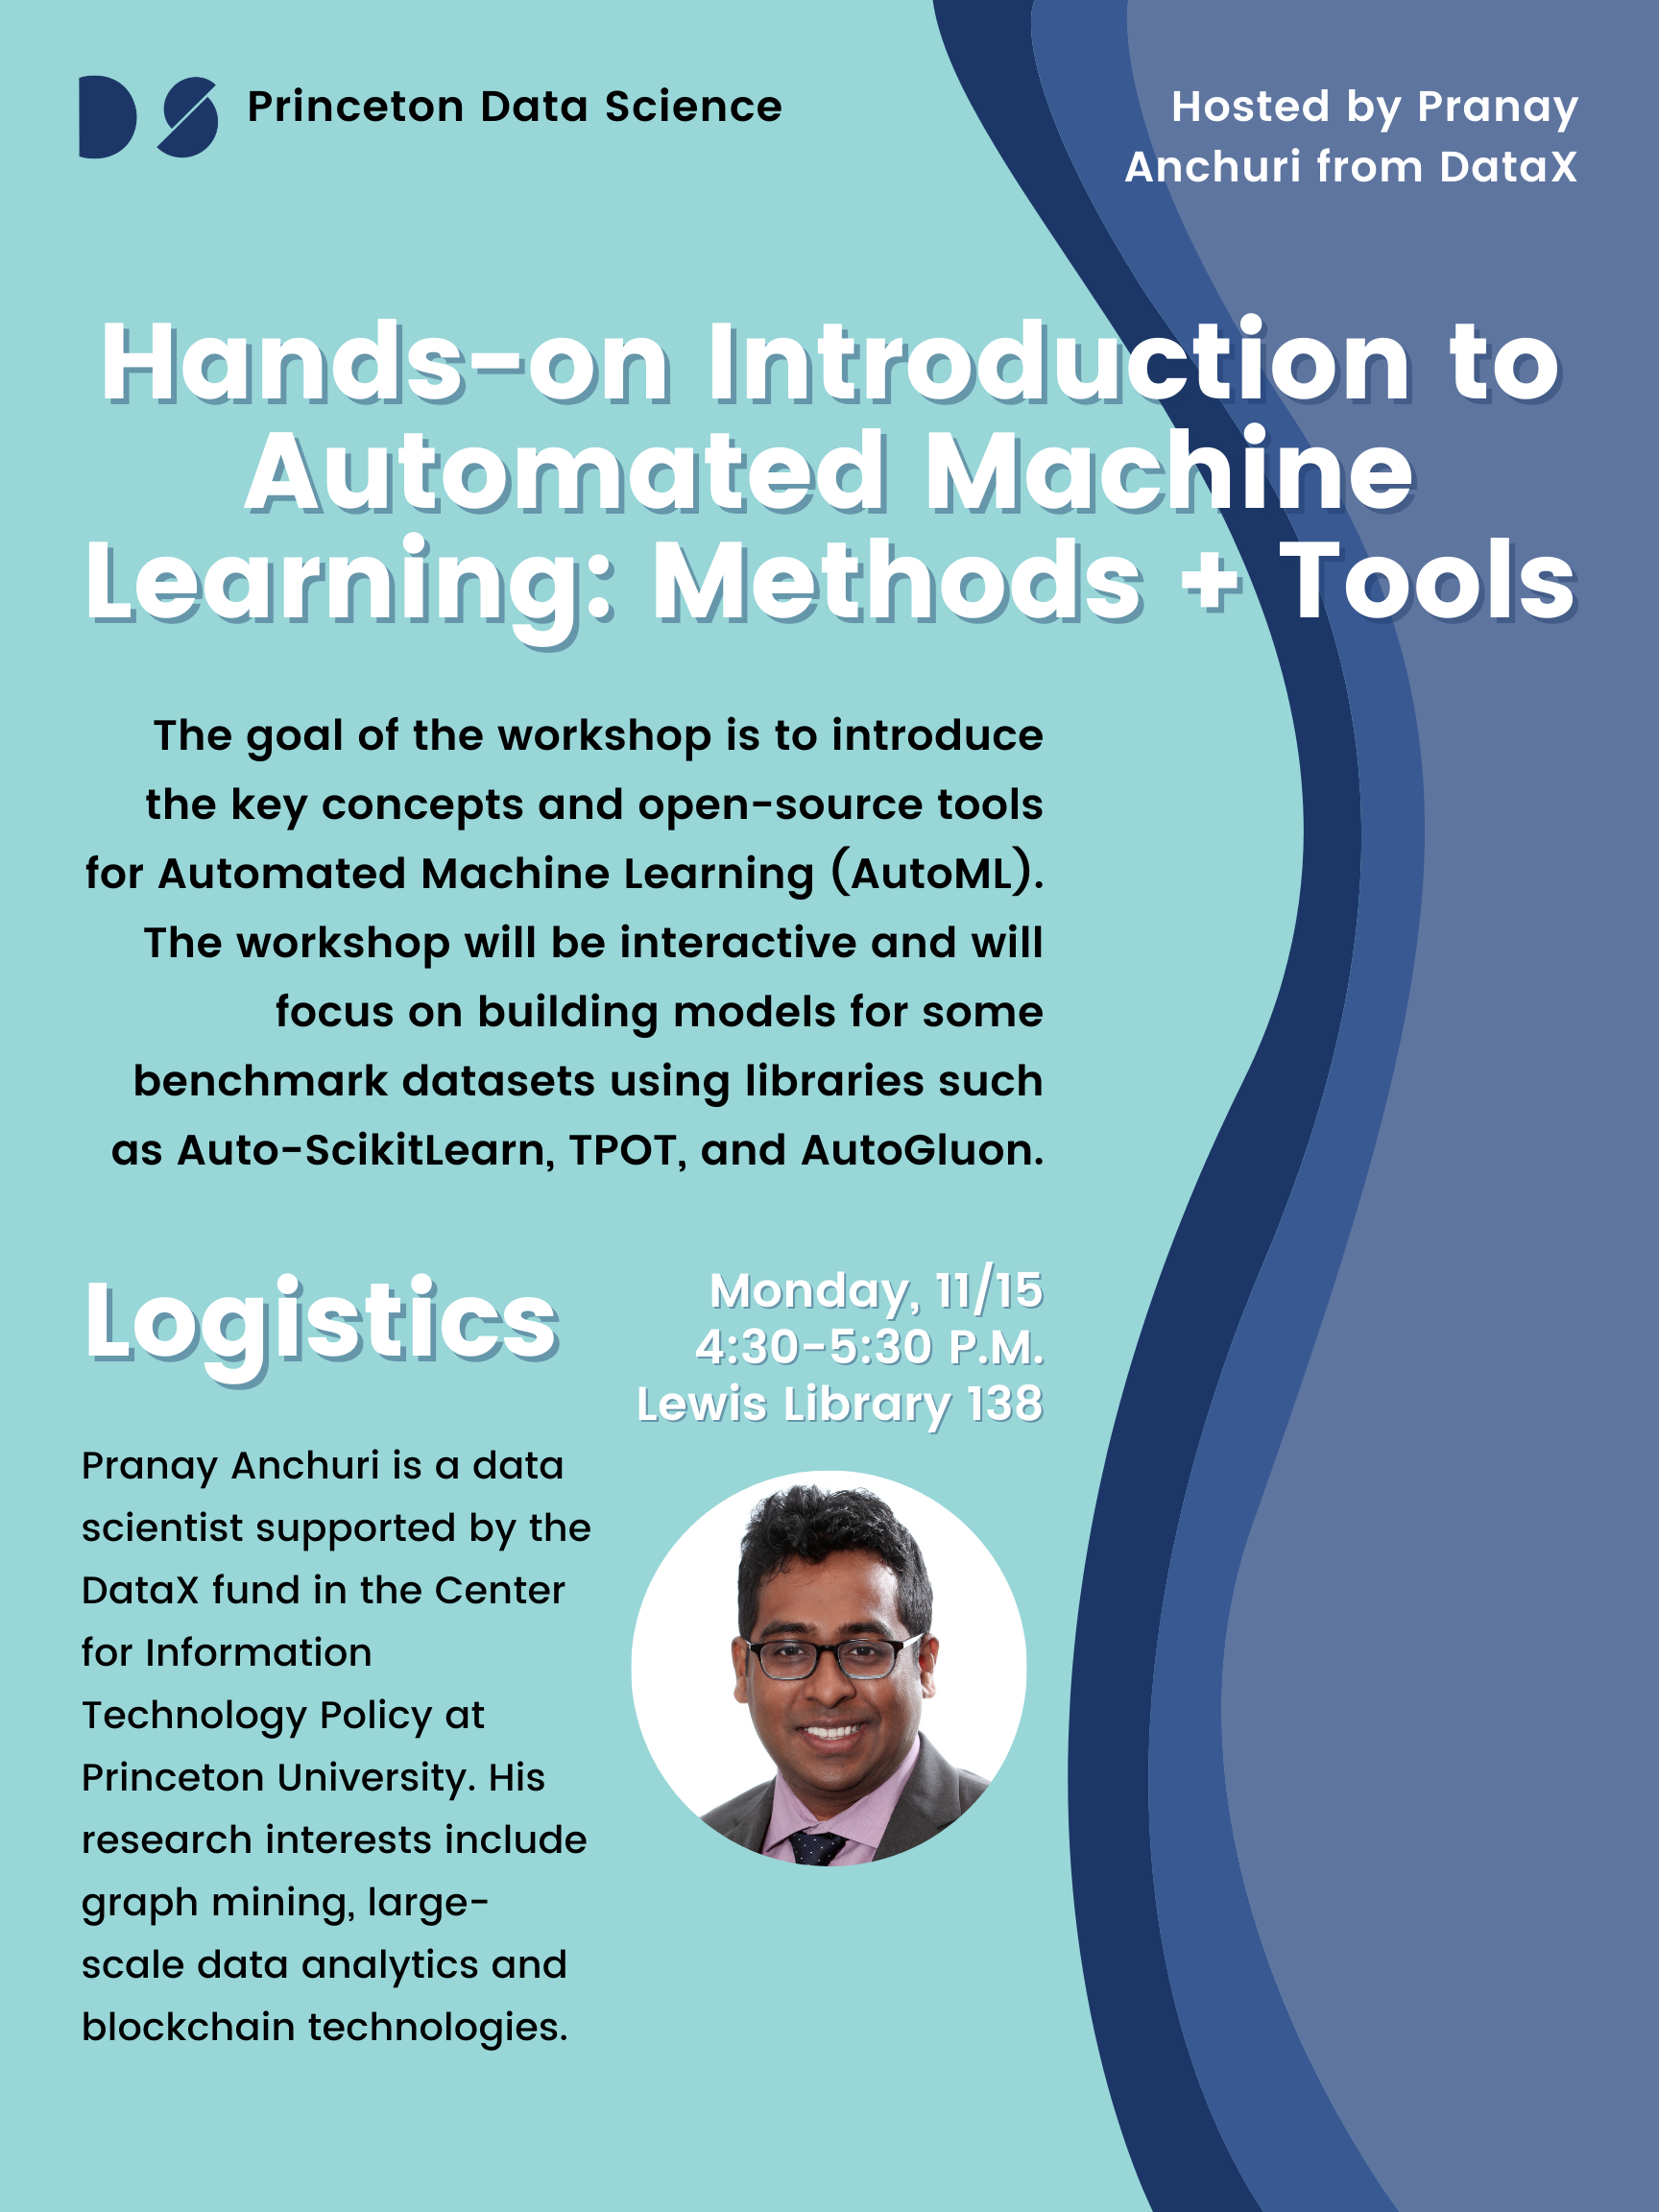 DS
Princeton Data Science
Hosted by Pranay
Anchuri from DataX
Hands-on Introduction to
Automated Machine
Learning: Methods + Tools
The goal of the workshop is to introduce
the key concepts and open-source tools
for Automated Machine Learning (AutoML).
The workshop will be interactive and will
focus on building models for some
benchmark datasets using libraries such
as Auto-ScikitLearn, TPOT, and AutoGluon.
Logistics
Monday, 11/15
4:30-5:30 P.M.
Lewis Library 138
Pranay Anchuri is a data
scientist supported by the
DataX fund in the Center
for Information
Technology Policy at
Princeton University. His
research interests include
graph mining, large-
scale data analytics and
blockchain technologies.